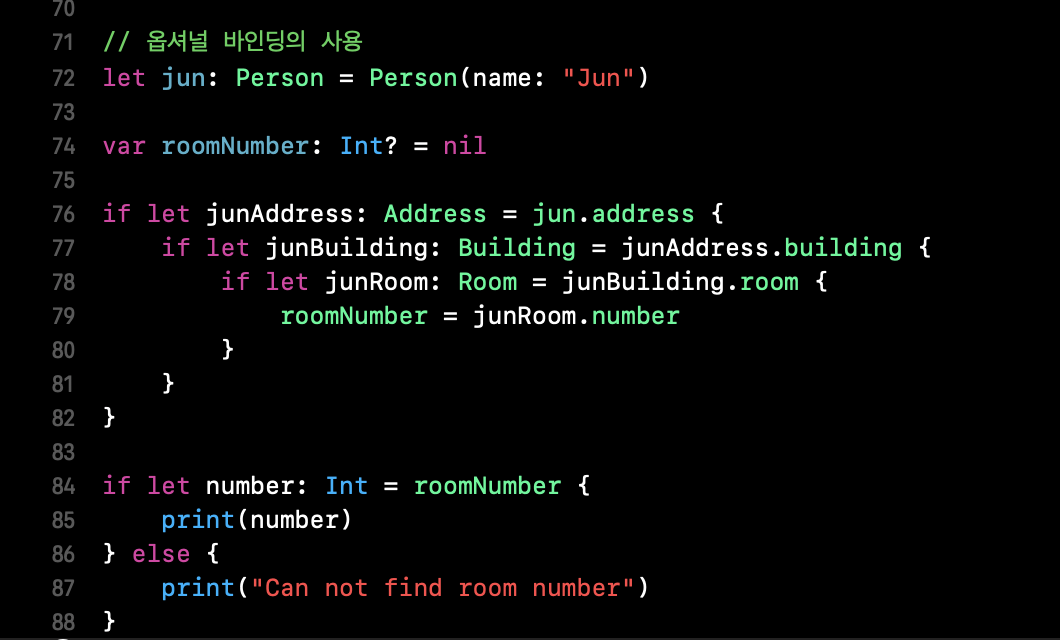 70
71 // 옵셔널 바인딩의 사용
72 let jun: Person = Person(name: "Jun")
73
74 var roomNumber: Int? = nil
75
76 if let junAddress: Address = jun.address {
77     if let junBuilding: Building = junAddress.building {
78         if let junRoom: Room = junBuilding.room {
79             roomNumber = junRoom.number
80         }
81     }
82 }
83
84 if let number: Int = roomNumber {
85     print(number)
86 } else {
87     print("Can not find room number")
88 }